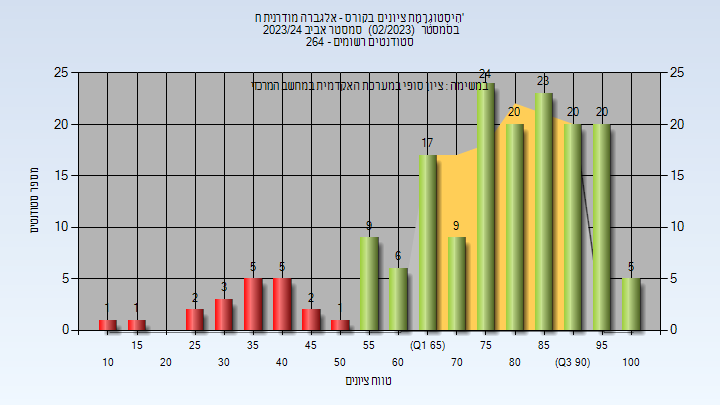 היסטוגרמת ציונים בקורס - אלגברה מודרנית ח'
בסמסטר (02/2023) סמסטר אביב 2023/24
סטודנטים רשומים - 264
במשימה : ציון סופי במערכת האקדמית במחשב המרכזי
25 25
20 20
15 15
10 10
5 5
0 0
1 1 2 3 5 5 2 1 9 6 17 9 24 20 23 20 20 5
מספר סטודנטים
15 25 35 45 55 (Q1 65) 75 85 95
10 20 30 40 50 60 70 80 (Q3 90) 100
טווח ציונים